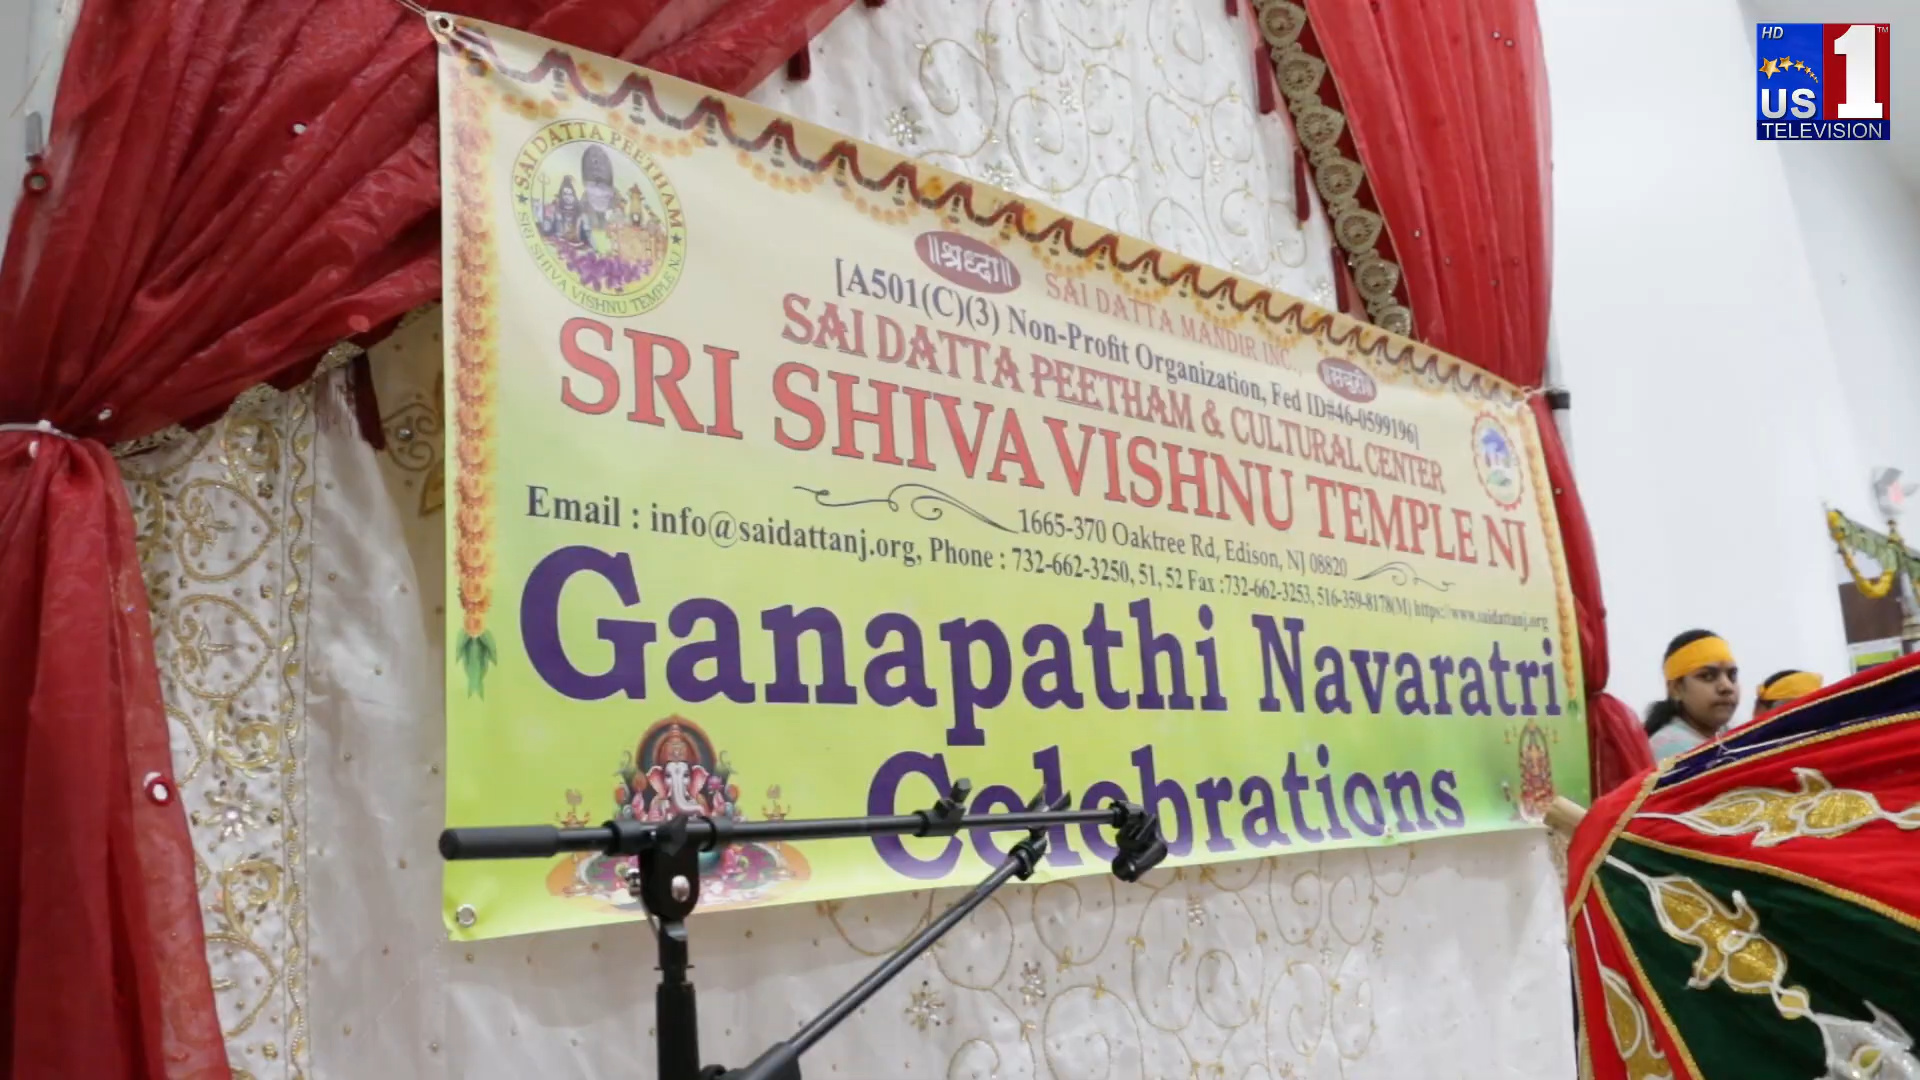 HD
US 1 TM
TELEVISION
★ SAI DATTA PEETHAM ★
SRI SHIVA VISHNU TEMPLE NJ
॥श्रध्दा॥ SAI DATTA MANDIR INC.,
[A501(C)(3) Non-Profit Organization, Fed ID#46-0599196]
SAI DATTA PEETHAM & CULTURAL CENTER
SRI SHIVA VISHNU TEMPLE NJ
1665-370 Oaktree Rd, Edison, NJ 08820
Email : info@saidattanj.org, Phone : 732-662-3250, 51, 52 Fax :732-662-3253, 516-359-8178(M) https://www.saidattanj.org
Ganapathi Navaratri
Celebrations